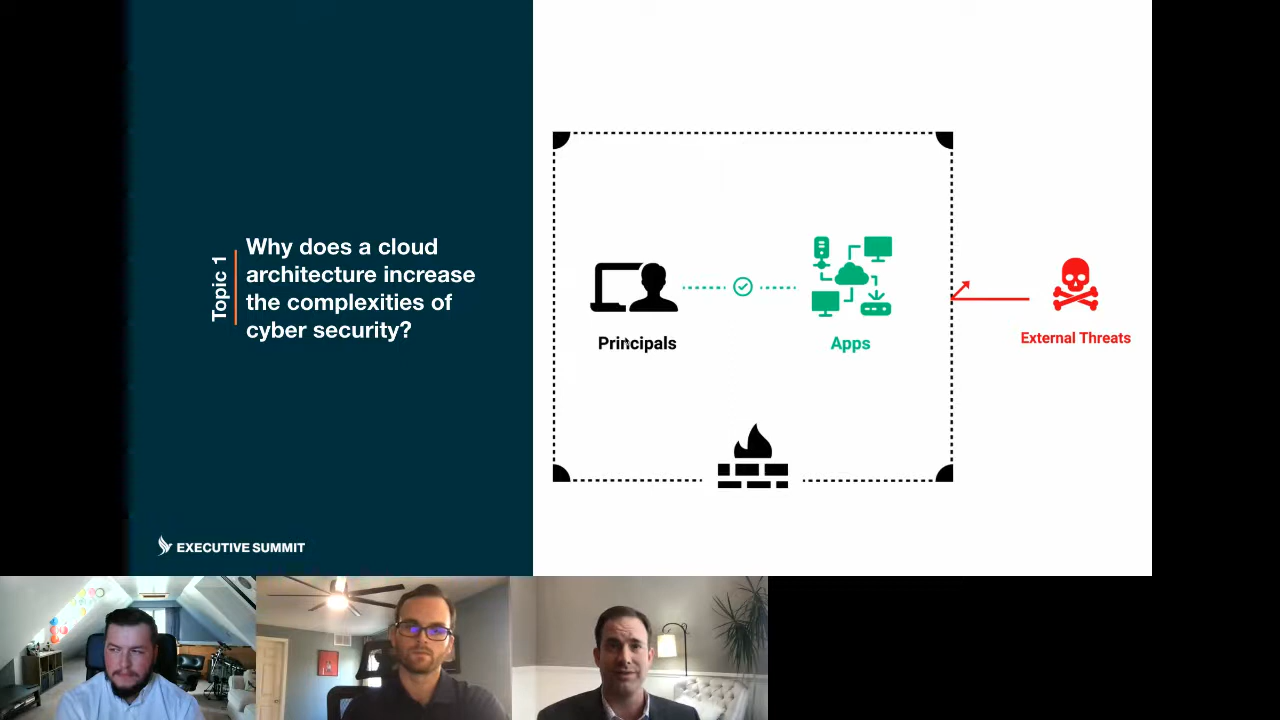 Topic 1
Why does a cloud
architecture increase
the complexities of
cyber security?
Principals
Apps
External Threats
EXECUTIVE SUMMIT